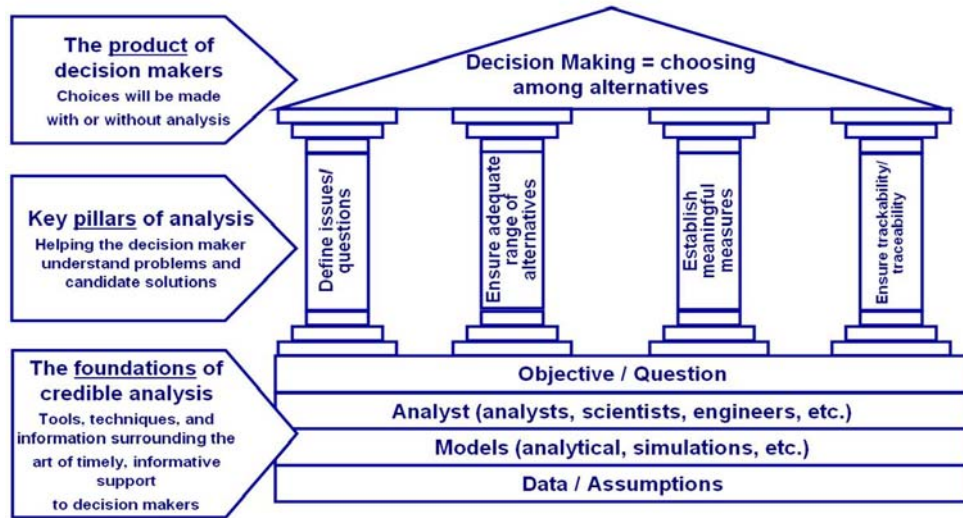 The product of
decision makers
Choices will be made
with or without analysis
Decision Making = choosing
among alternatives
Key pillars of analysis
Helping the decision maker
understand problems and
candidate solutions
Define issues/
questions
Ensure adequate
range of
alternatives
Establish
meaningful
measures
Ensure trackability/
traceability
The foundations of
credible analysis
Tools, techniques, and
information surrounding the
art of timely, informative
support
to decision makers
Objective / Question
Analyst (analysts, scientists, engineers, etc.)
Models (analytical, simulations, etc.)
Data / Assumptions